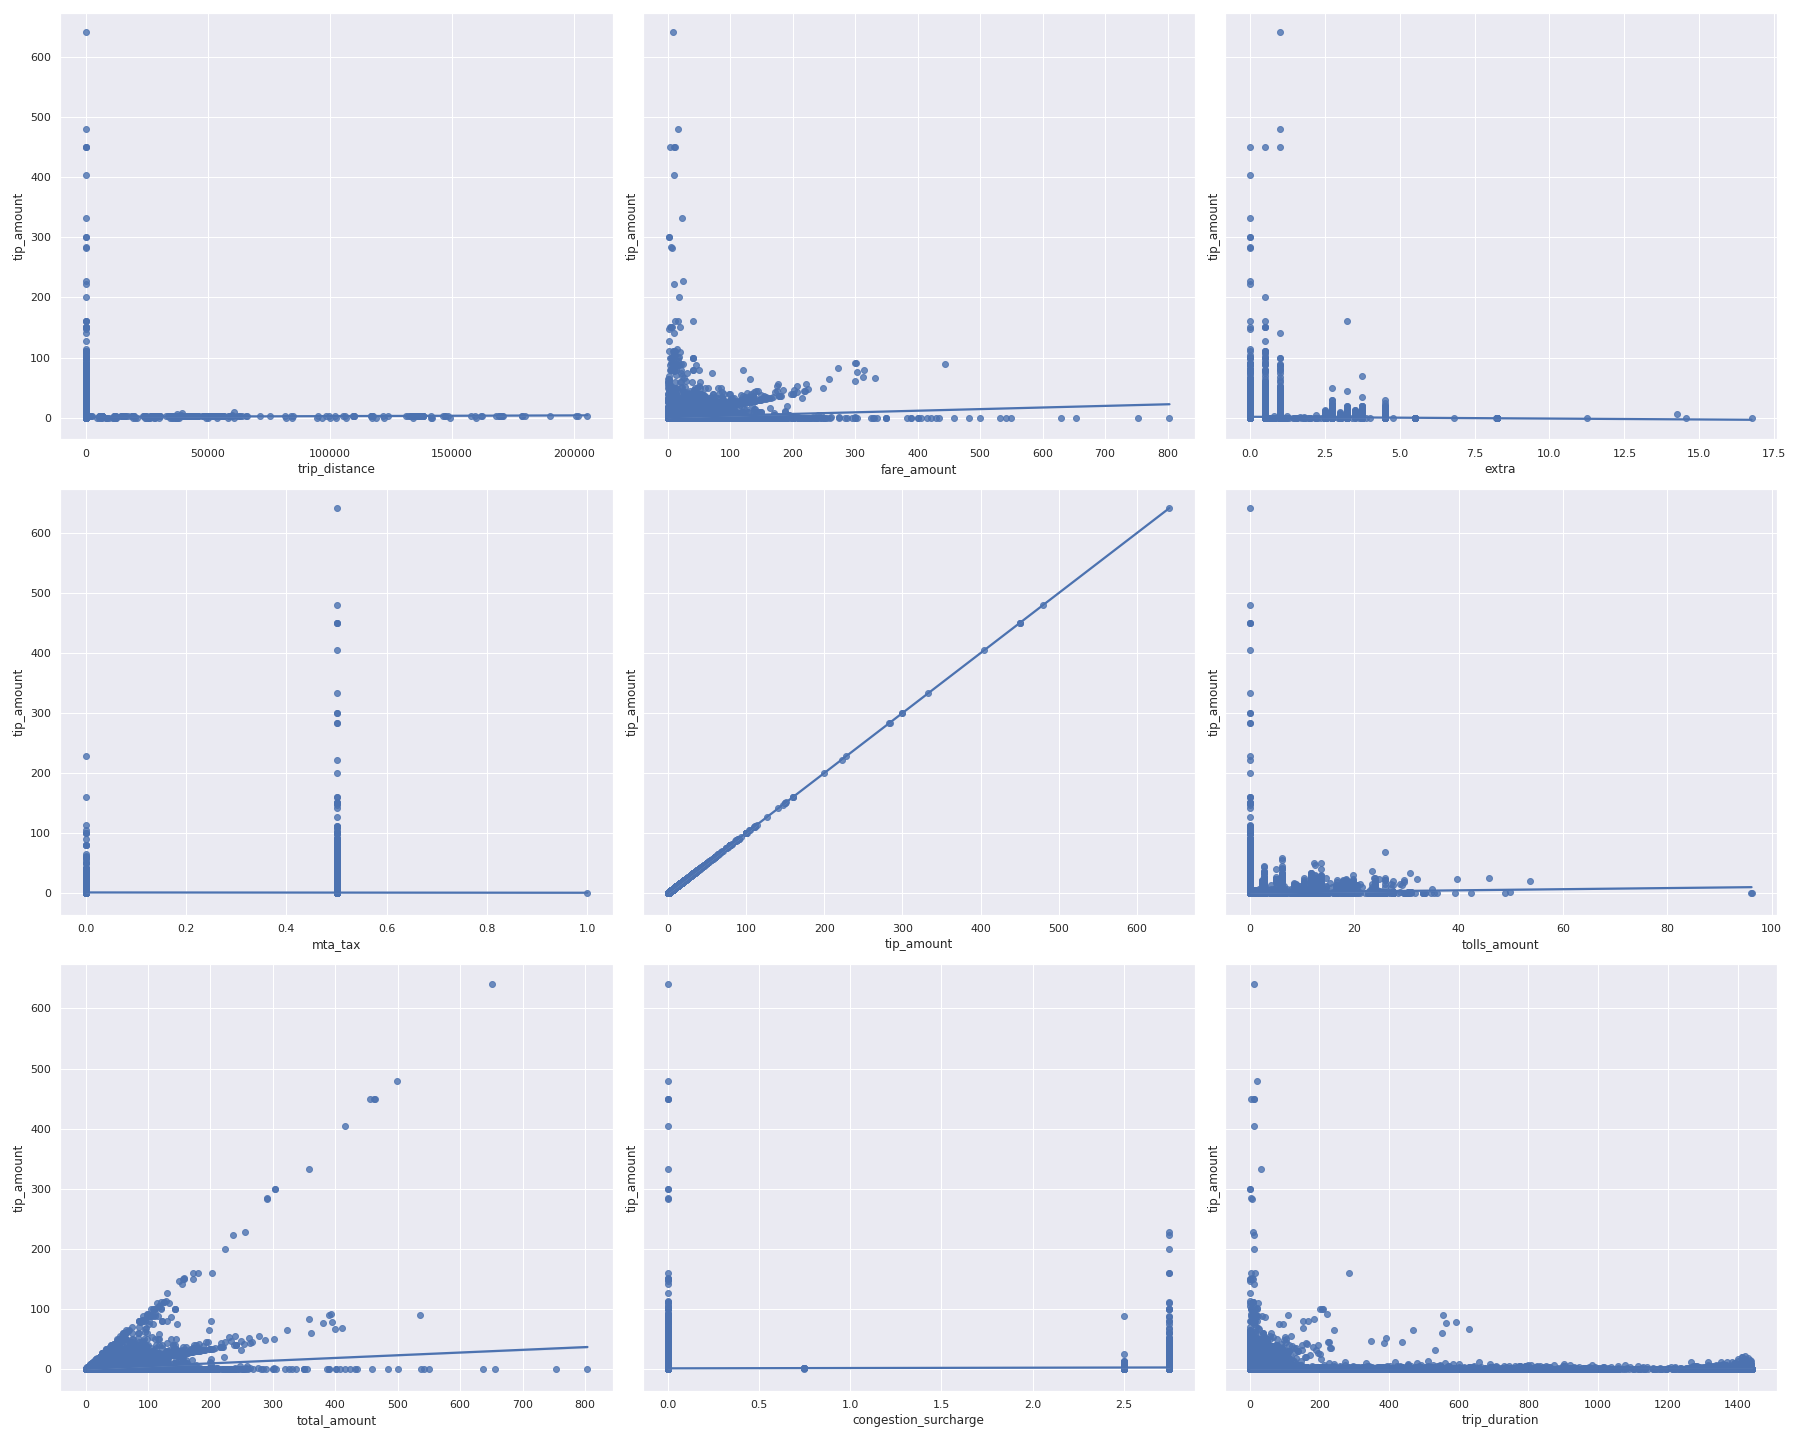 600
500
400
300
200
100
0
tip_amount
0 50000 100000 150000 200000
trip_distance
tip_amount
0 100 200 300 400 500 600 700 800
fare_amount
tip_amount
0.0 2.5 5.0 7.5 10.0 12.5 15.0 17.5
extra
600
500
400
300
200
100
0
tip_amount
0.0 0.2 0.4 0.6 0.8 1.0
mta_tax
tip_amount
0 100 200 300 400 500 600
tip_amount
tip_amount
0 20 40 60 80 100
tolls_amount
600
500
400
300
200
100
0
tip_amount
0 100 200 300 400 500 600 700 800
total_amount
tip_amount
0.0 0.5 1.0 1.5 2.0 2.5
congestion_surcharge
tip_amount
0 200 400 600 800 1000 1200 1400
trip_duration